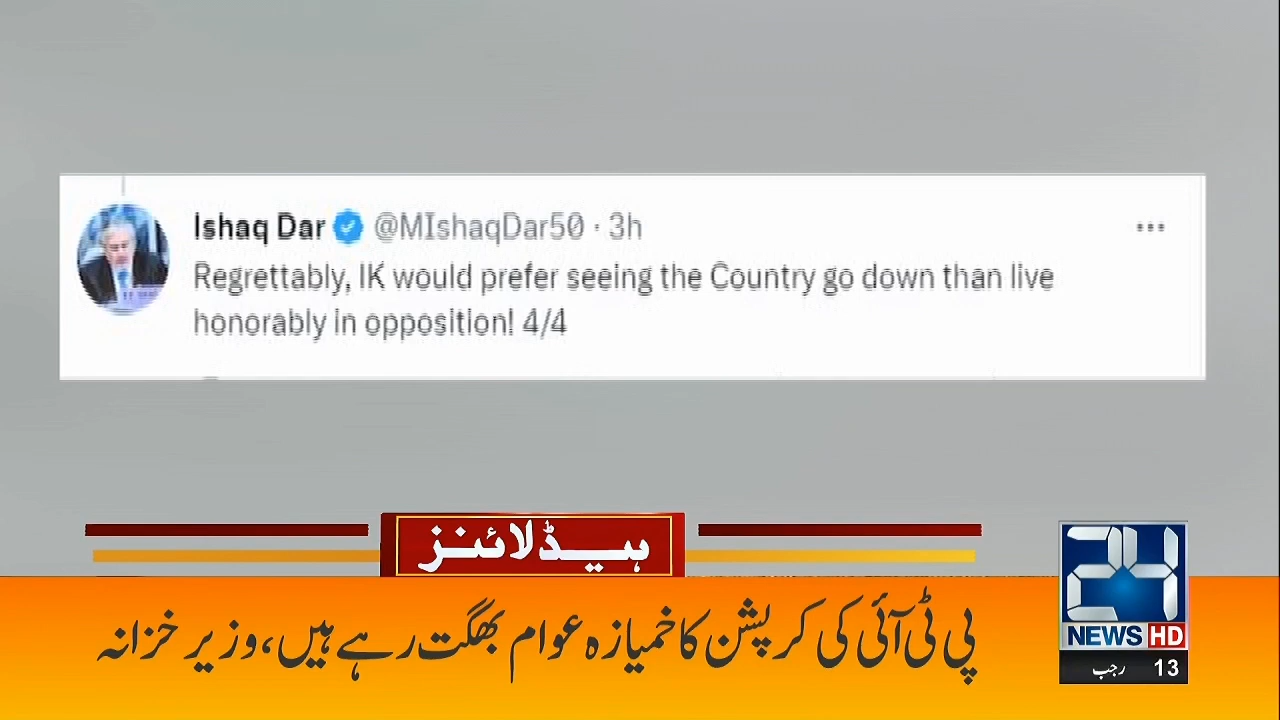 Ishaq Dar @MIshaqDar50 · 3h
Regrettably, IK would prefer seeing the Country go down than live
honorably in opposition! 4/4
ہیڈلائنز
پی ٹی آئی کی کرپشن کا خمیازہ عوام بھگت رہے ہیں، وزیر خزانہ
24
NEWS HD
13 رجب